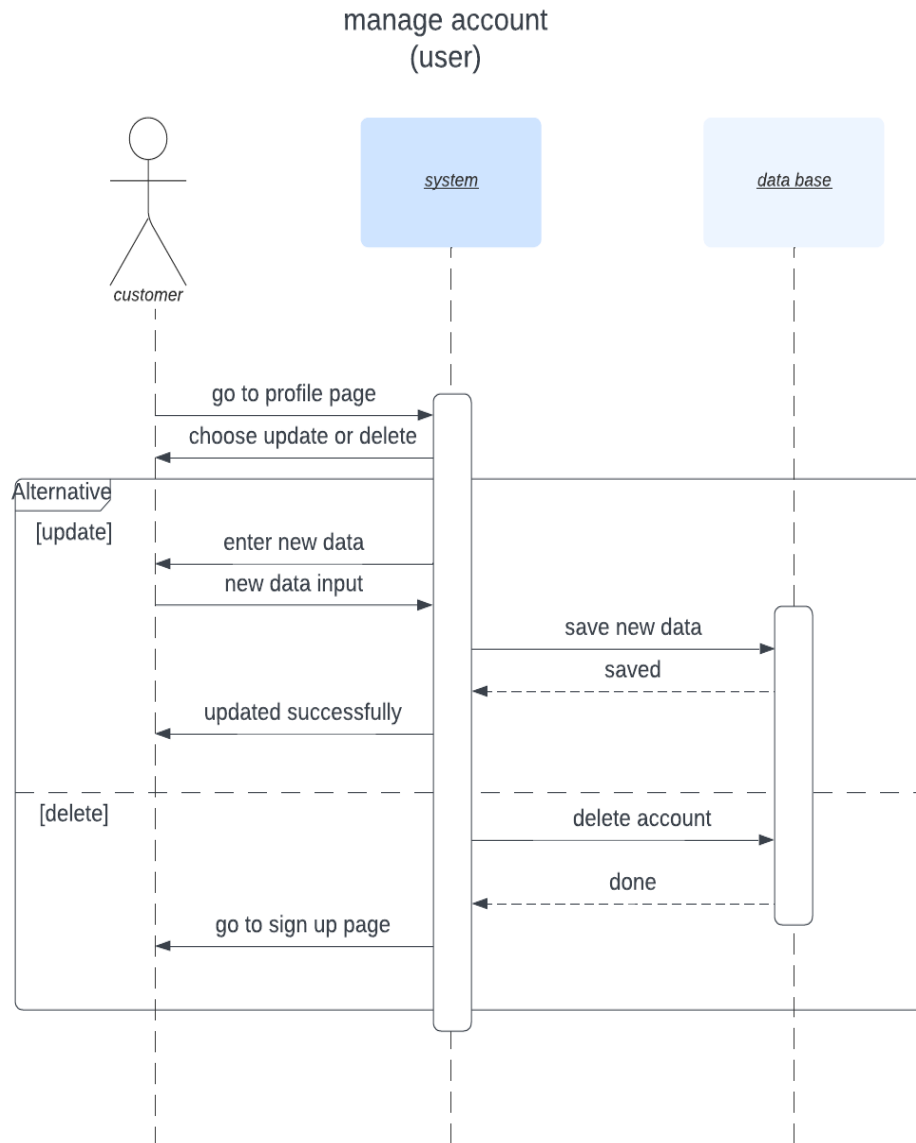 manage account
(user)
system
data base
customer
go to profile page
choose update or delete
Alternative
[update]
enter new data
new data input
save new data
saved
updated successfully
[delete]
delete account
done
go to sign up page